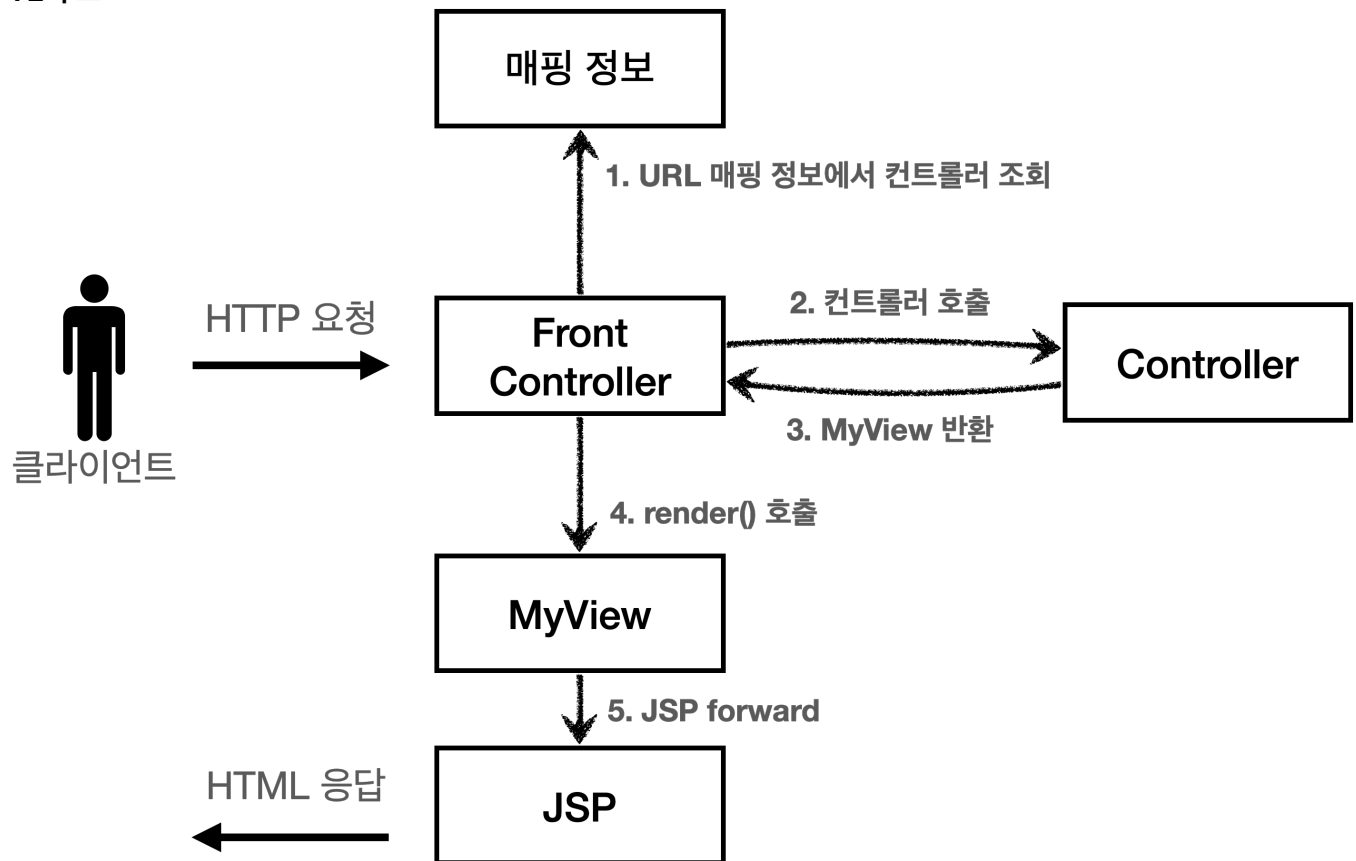 매핑 정보
1. URL 매핑 정보에서 컨트롤러 조회
HTTP 요청
Front
Controller
2. 컨트롤러 호출
Controller
3. MyView 반환
클라이언트
4. render() 호출
MyView
5. JSP forward
HTML 응답
JSP